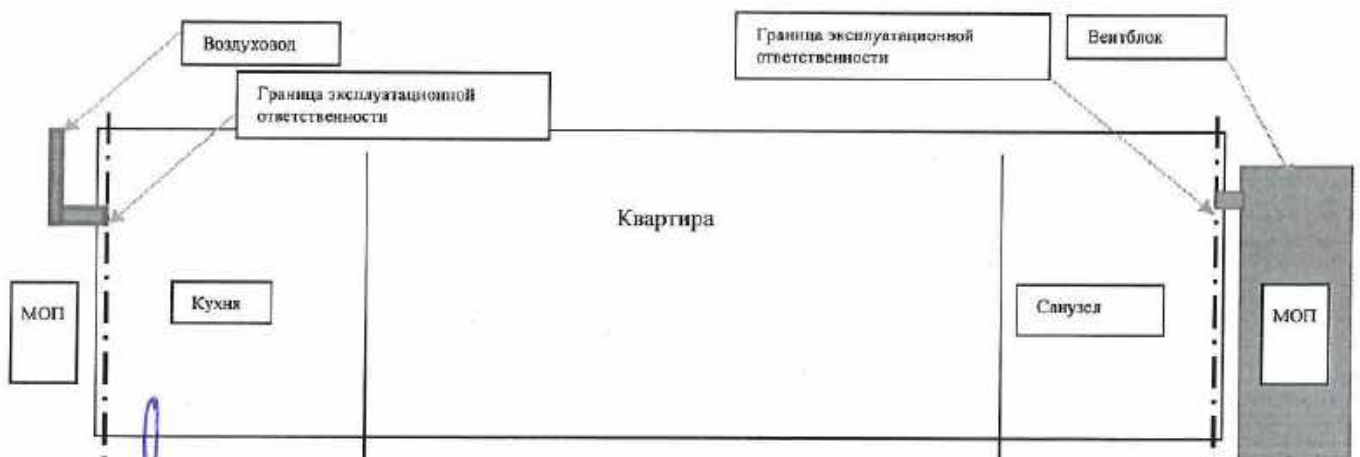 Воздуховод
Граница эксплуатационной
ответственности
Вентблок
Граница эксплуатационной
ответственности
Квартира
МОП
Кухня
Санузел
МОП